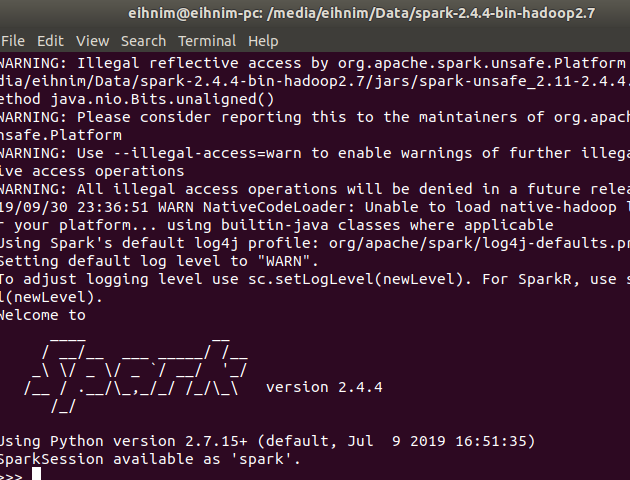 eihnim@eihnim-pc: /media/eihnim/Data/spark-2.4.4-bin-hadoop2.7
File Edit View Search Terminal Help
WARNING: Illegal reflective access by org.apache.spark.unsafe.Platform
dia/eihnim/Data/spark-2.4.4-bin-hadoop2.7/jars/spark-unsafe_2.11-2.4.4.
ethod java.nio.Bits.unaligned()
WARNING: Please consider reporting this to the maintainers of org.apach
nsafe.Platform
WARNING: Use --illegal-access=warn to enable warnings of further illega
ive access operations
WARNING: All illegal access operations will be denied in a future relea
19/09/30 23:36:51 WARN NativeCodeLoader: Unable to load native-hadoop l
r your platform... using builtin-java classes where applicable
Using Spark's default log4j profile: org/apache/spark/log4j-defaults.pr
Setting default log level to "WARN".
To adjust logging level use sc.setLogLevel(newLevel). For SparkR, use s
l(newLevel).
Welcome to
Spark version 2.4.4
Using Python version 2.7.15+ (default, Jul  9 2019 16:51:35)
SparkSession available as 'spark'.
>>>